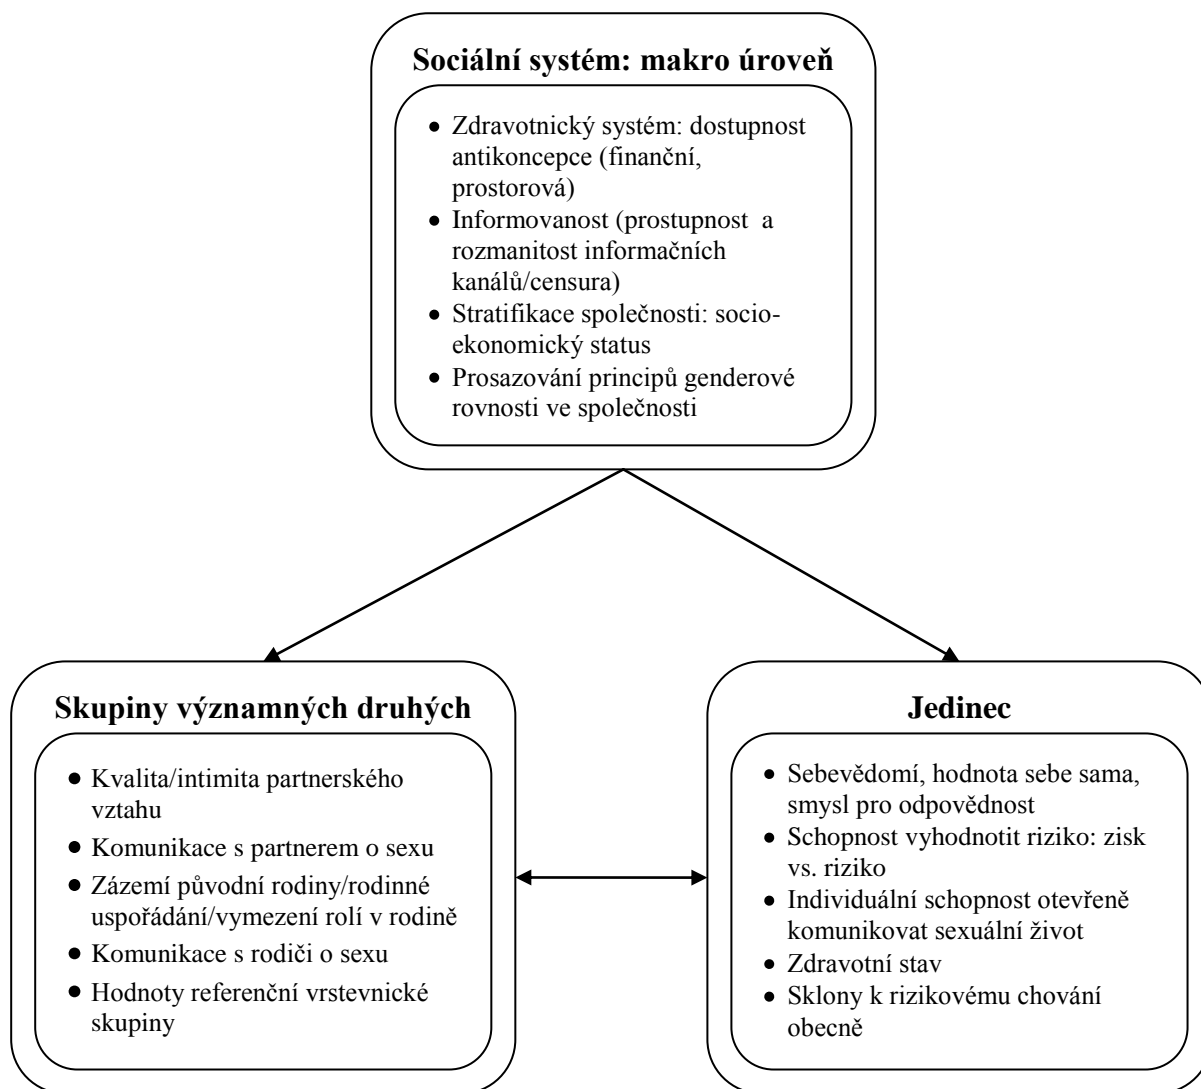 Sociální systém: makro úroveň
• Zdravotnický systém: dostupnost
antikoncepce (finanční,
prostorová)
• Informovanost (prostupnost a
rozmanitost informačních
kanálů/censura)
• Stratifikace společnosti: socio-
ekonomický status
• Prosazování principů genderové
rovnosti ve společnosti
Skupiny významných druhých
• Kvalita/intimita partnerského
vztahu
• Komunikace s partnerem o sexu
• Zázemí původní rodiny/rodinné
uspořádání/vymezení rolí v rodině
• Komunikace s rodiči o sexu
• Hodnoty referenční vrstevnické
skupiny
Jedinec
• Sebevědomí, hodnota sebe sama,
smysl pro odpovědnost
• Schopnost vyhodnotit riziko: zisk
vs. riziko
• Individuální schopnost otevřeně
komunikovat sexuální život
• Zdravotní stav
• Sklony k rizikovému chování
obecně